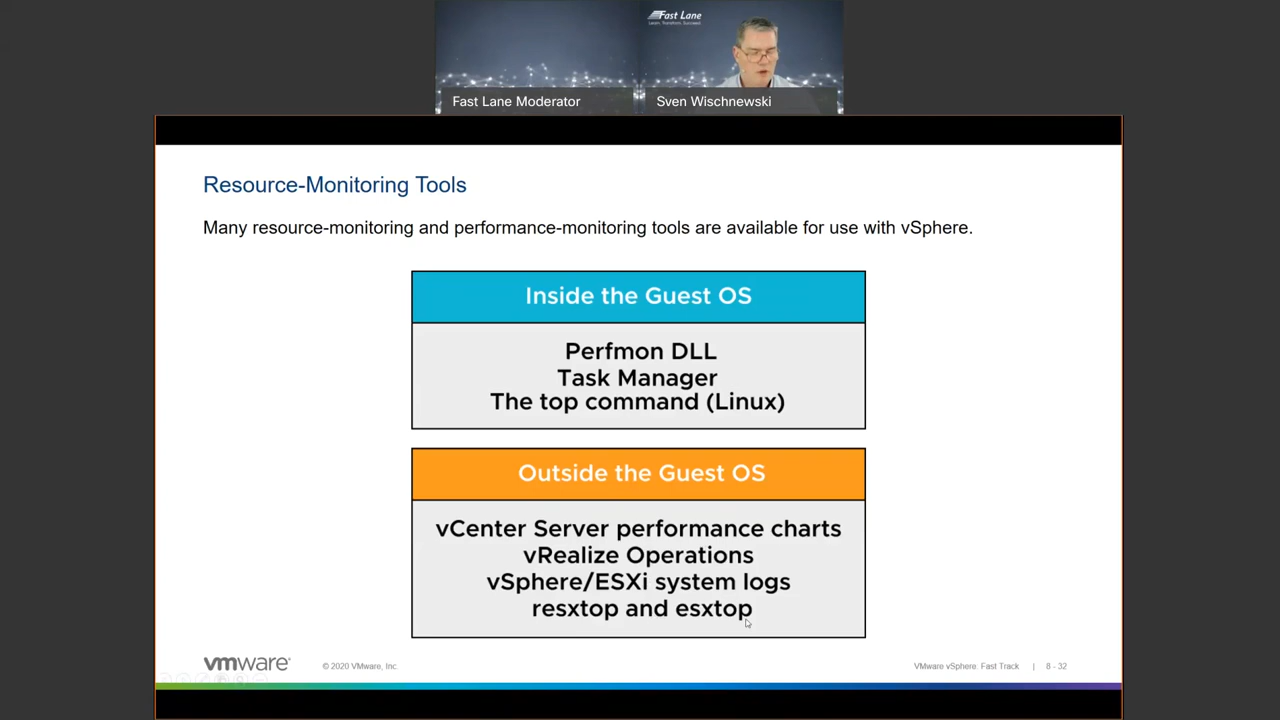 Fast Lane
Learn. Transform. Succeed.
Fast Lane Moderator
Sven Wischnewski
Resource-Monitoring Tools
Many resource-monitoring and performance-monitoring tools are available for use with vSphere.
Inside the Guest OS
Perfmon DLL
Task Manager
The top command (Linux)
Outside the Guest OS
vCenter Server performance charts
vRealize Operations
vSphere/ESXi system logs
resxtop and esxtop
vmware®
© 2020 VMware, Inc.
VMware vSphere. Fast Track | 8 - 32